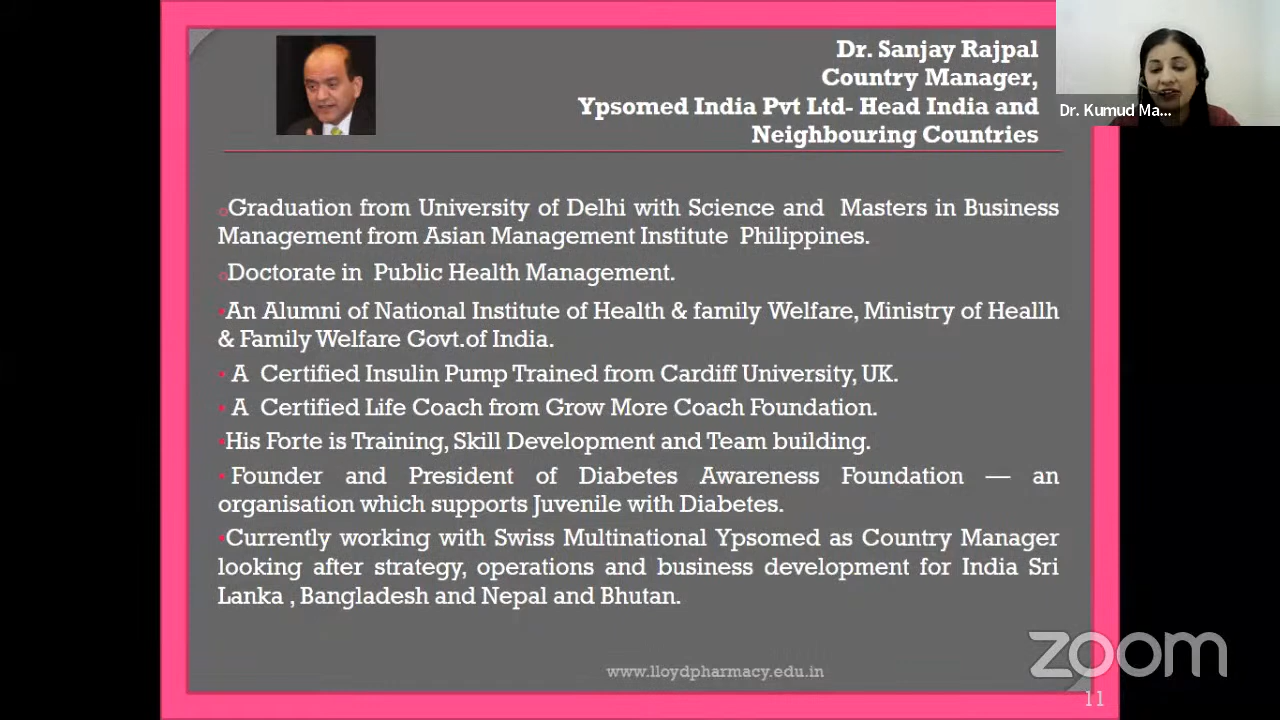 Dr. Sanjay Rajpal
Country Manager,
Ypsomed India Pvt Ltd- Head India and
Neighbouring Countries
Dr. Kumud Ma...
Graduation from University of Delhi with Science and Masters in Business
Management from Asian Management Institute Philippines.
Doctorate in Public Health Management.
An Alumni of National Institute of Health & family Welfare, Ministry of Heallh
& Family Welfare Govt.of India.
A Certified Insulin Pump Trained from Cardiff University, UK.
A Certified Life Coach from Grow More Coach Foundation.
His Forte is Training, Skill Development and Team building.
Founder and President of Diabetes Awareness Foundation — an
organisation which supports Juvenile with Diabetes.
Currently working with Swiss Multinational Ypsomed as Country Manager
looking after strategy, operations and business development for India Sri
Lanka , Bangladesh and Nepal and Bhutan.
www.lloydpharmacy.edu.in
zoom
11